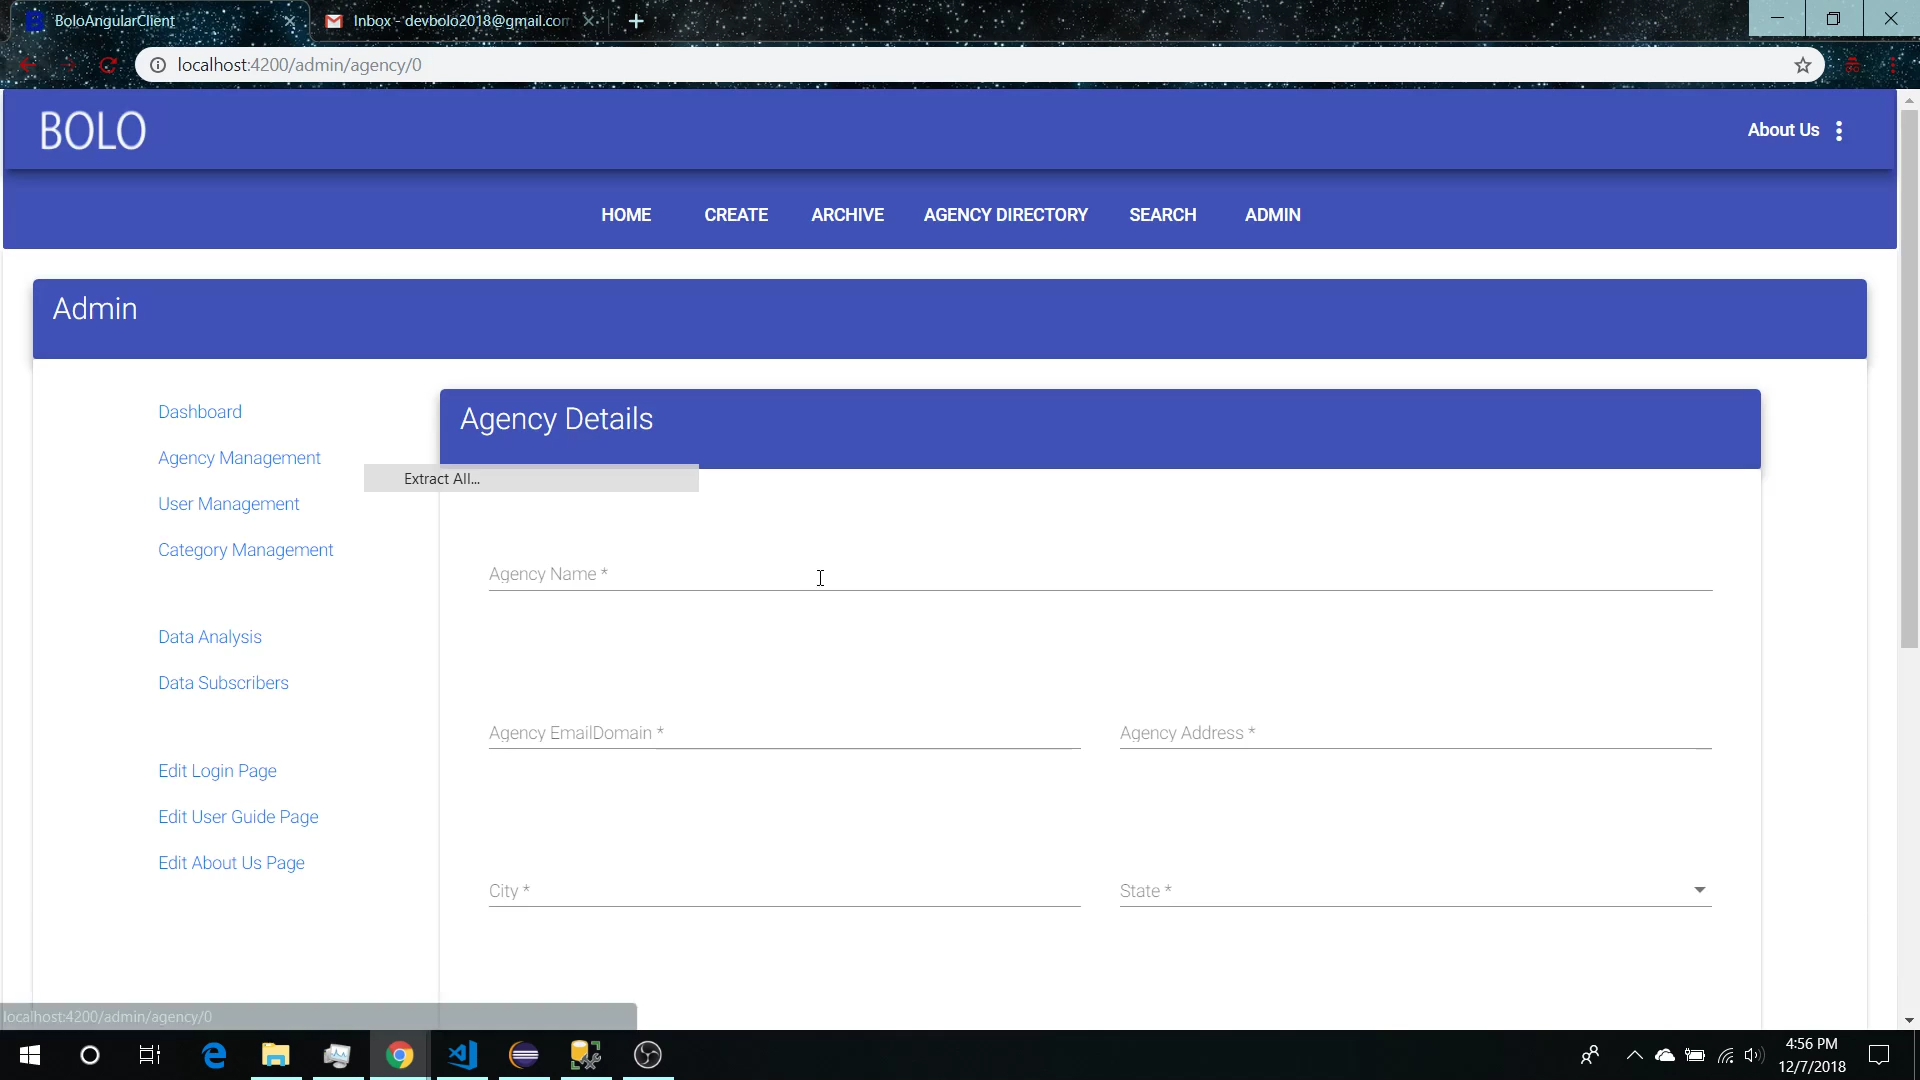 BoloAngularClient
Inbox - devbolo2018@gmail.com
localhost:4200/admin/agency/0
BOLO
About Us
HOME CREATE ARCHIVE AGENCY DIRECTORY SEARCH ADMIN
Admin
Dashboard
Agency Management
User Management
Category Management
Data Analysis
Data Subscribers
Edit Login Page
Edit User Guide Page
Edit About Us Page
Agency Details
Extract All...
Agency Name *
Agency EmailDomain * Agency Address *
City * State *
localhost:4200/admin/agency/0
4:56 PM
12/7/2018